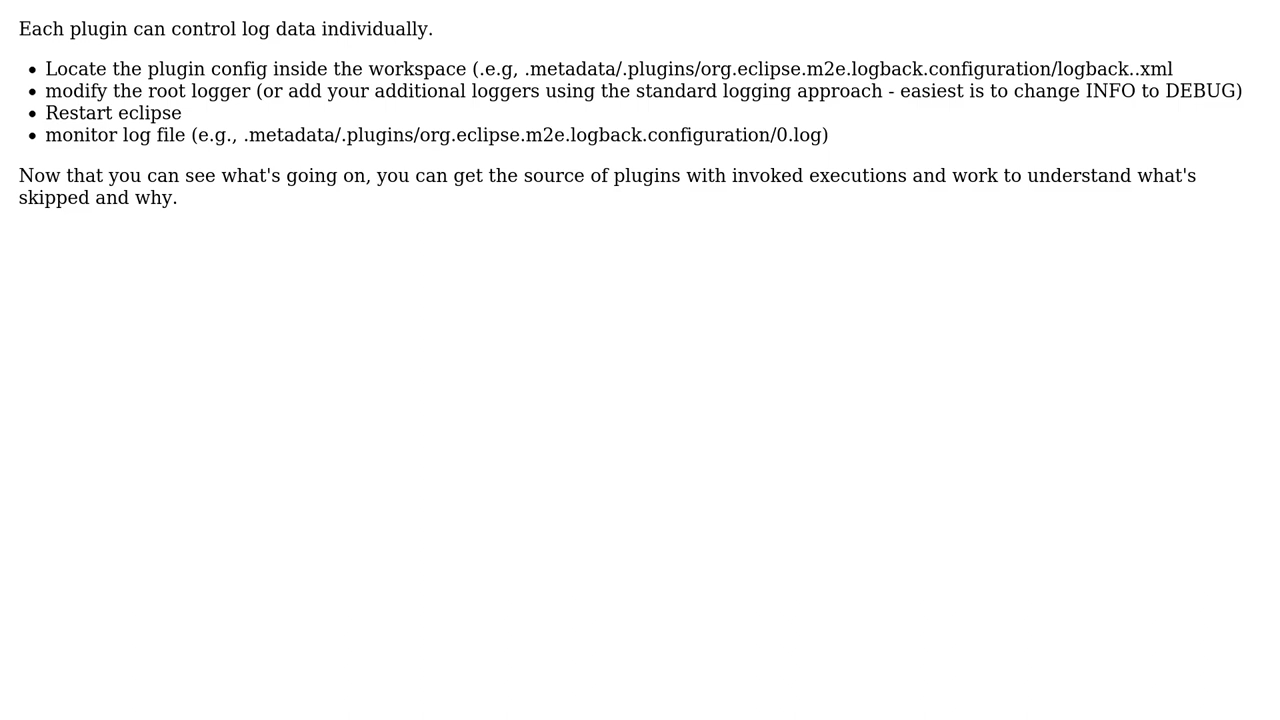 Each plugin can control log data individually.
• Locate the plugin config inside the workspace (.e.g, .metadata/.plugins/org.eclipse.m2e.logback.configuration/logback..xml
• modify the root logger (or add your additional loggers using the standard logging approach - easiest is to change INFO to DEBUG)
• Restart eclipse
• monitor log file (e.g., .metadata/.plugins/org.eclipse.m2e.logback.configuration/0.log)
Now that you can see what's going on, you can get the source of plugins with invoked executions and work to understand what's
skipped and why.